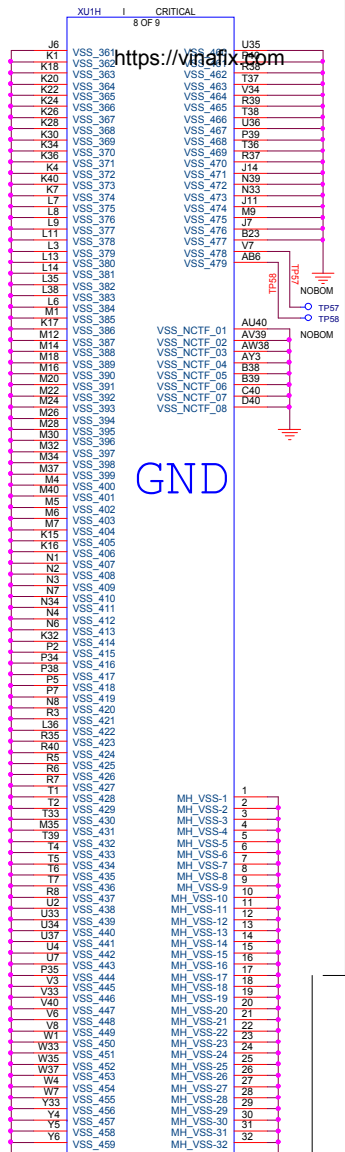 XU1H I CRITICAL
8 OF 9
https://vinafix.com
J6 VSS_361 U35
K1 VSS_362
K18 VSS_363 VSS_462 R38
K20 VSS_364 VSS_463 T37
K22 VSS_365 VSS_464 V34
K24 VSS_366 VSS_465 R39
K26 VSS_367 VSS_466 T38
K28 VSS_368 VSS_467 U36
K30 VSS_369 VSS_468 P39
K34 VSS_370 VSS_469 T36
K36 VSS_371 VSS_470 R37
K4 VSS_372 VSS_471 J14
K40 VSS_373 VSS_472 N39
K7 VSS_374 VSS_473 N33
L7 VSS_375 VSS_474 J11
L8 VSS_376 VSS_475 M9
L9 VSS_377 VSS_476 J7
L11 VSS_378 VSS_477 B23
L3 VSS_379 VSS_478 V7
L13 VSS_380 VSS_479 AB6
TP58 TP57
L14 VSS_381
L35 VSS_382
L38 VSS_383 NOBOM
L6 VSS_384 TP57
M1 VSS_385 TP58
K17 VSS_386 VSS_NCTF_01 AU40
M12 VSS_387 VSS_NCTF_02 AV39 NOBOM
M14 VSS_388 VSS_NCTF_03 AW38
M18 VSS_389 VSS_NCTF_04 AY3
M16 VSS_390 VSS_NCTF_05 B38
M20 VSS_391 VSS_NCTF_06 B39
M22 VSS_392 VSS_NCTF_07 C40
M24 VSS_393 VSS_NCTF_08 D40
M26 VSS_394
M28 VSS_395
M30 VSS_396
M32 VSS_397
M34 VSS_398
M37 VSS_399
GND
M4 VSS_400
M40 VSS_401
M5 VSS_402
M6 VSS_403
M7 VSS_404
K15 VSS_405
K16 VSS_406
N1 VSS_407
N2 VSS_408
N3 VSS_409
N7 VSS_410
N34 VSS_411
N4 VSS_412
N6 VSS_413
K32 VSS_414
P2 VSS_415
P34 VSS_416
P38 VSS_417
P5 VSS_418
P7 VSS_419
N8 VSS_420
R3 VSS_421
L36 VSS_422
R35 VSS_423
R40 VSS_424
R5 VSS_425
R6 VSS_426
R7 VSS_427
T1 VSS_428 MH_VSS-1 1
T2 VSS_429 MH_VSS-2 2
T33 VSS_430 MH_VSS-3 3
M35 VSS_431 MH_VSS-4 4
T39 VSS_432 MH_VSS-5 5
T4 VSS_433 MH_VSS-6 6
T5 VSS_434 MH_VSS-7 7
T6 VSS_435 MH_VSS-8 8
T7 VSS_436 MH_VSS-9 9
R8 VSS_437 MH_VSS-10 10
U2 VSS_438 MH_VSS-11 11
U33 VSS_439 MH_VSS-12 12
U34 VSS_440 MH_VSS-13 13
U37 VSS_441 MH_VSS-14 14
U4 VSS_442 MH_VSS-15 15
U7 VSS_443 MH_VSS-16 16
P35 VSS_444 MH_VSS-17 17
V3 VSS_445 MH_VSS-18 18
V33 VSS_446 MH_VSS-19 19
V40 VSS_447 MH_VSS-20 20
V6 VSS_448 MH_VSS-21 21
V8 VSS_449 MH_VSS-22 22
W1 VSS_450 MH_VSS-23 23
W33 VSS_451 MH_VSS-24 24
W35 VSS_452 MH_VSS-25 25
W37 VSS_453 MH_VSS-26 26
W4 VSS_454 MH_VSS-27 27
W7 VSS_455 MH_VSS-28 28
Y33 VSS_456 MH_VSS-29 29
Y4 VSS_457 MH_VSS-30 30
Y5 VSS_458 MH_VSS-31 31
Y6 VSS_459 MH_VSS-32 32